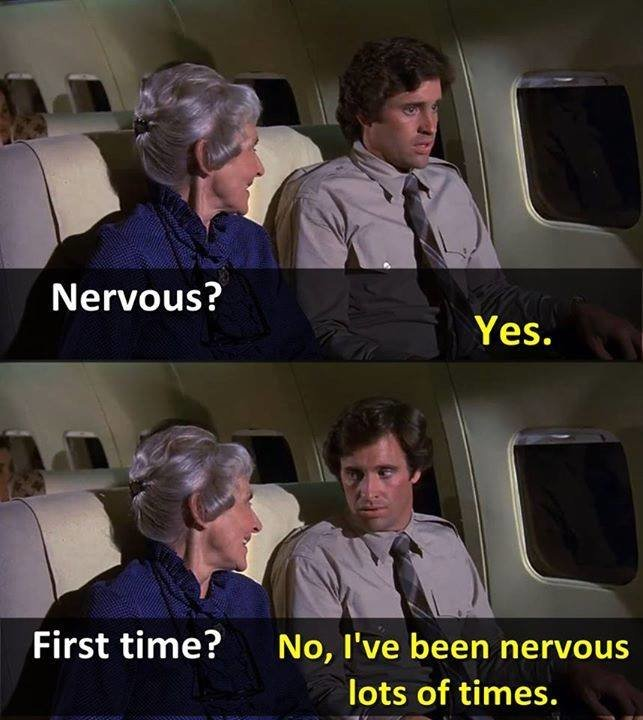 Nervous?
Yes.
First time?
No, I've been nervous
lots of times.